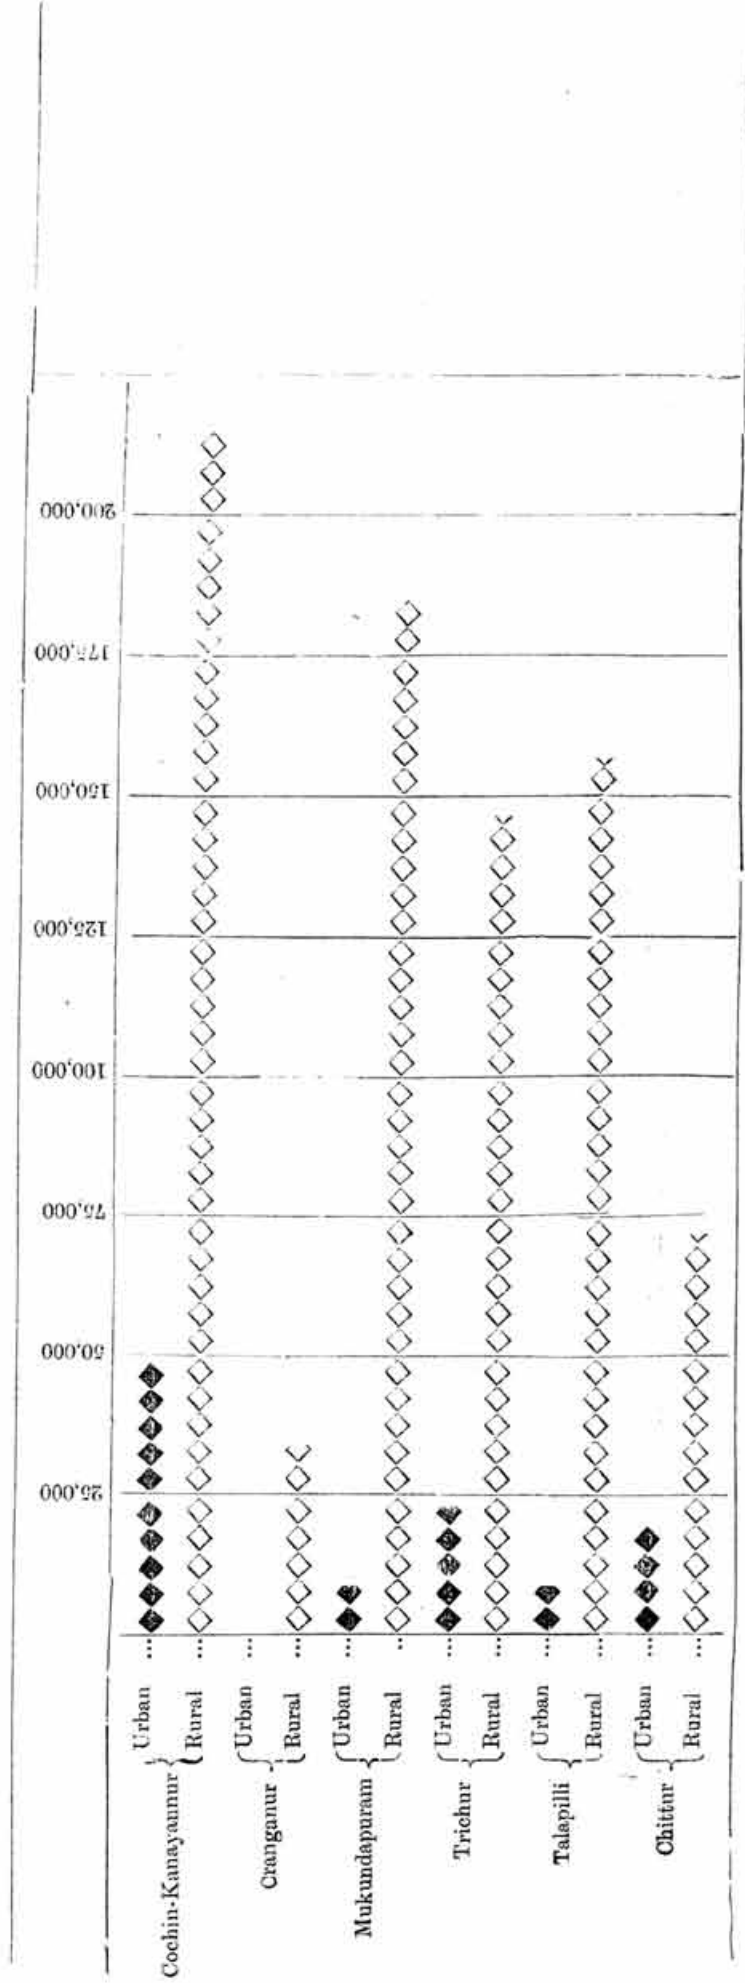 25,000 50,000 75,000 100,000 125,000 150,000 175,000 200,000
Cochin-Kanayannur { Urban ...
Rural ...
Cranganur { Urban ...
Rural ...
Mukundapuram { Urban ...
Rural ..
Trichur { Urban ...
Rural ...
Talapilli { Urban ...
Rural ...
Chittur { Urban ...
Rural ...